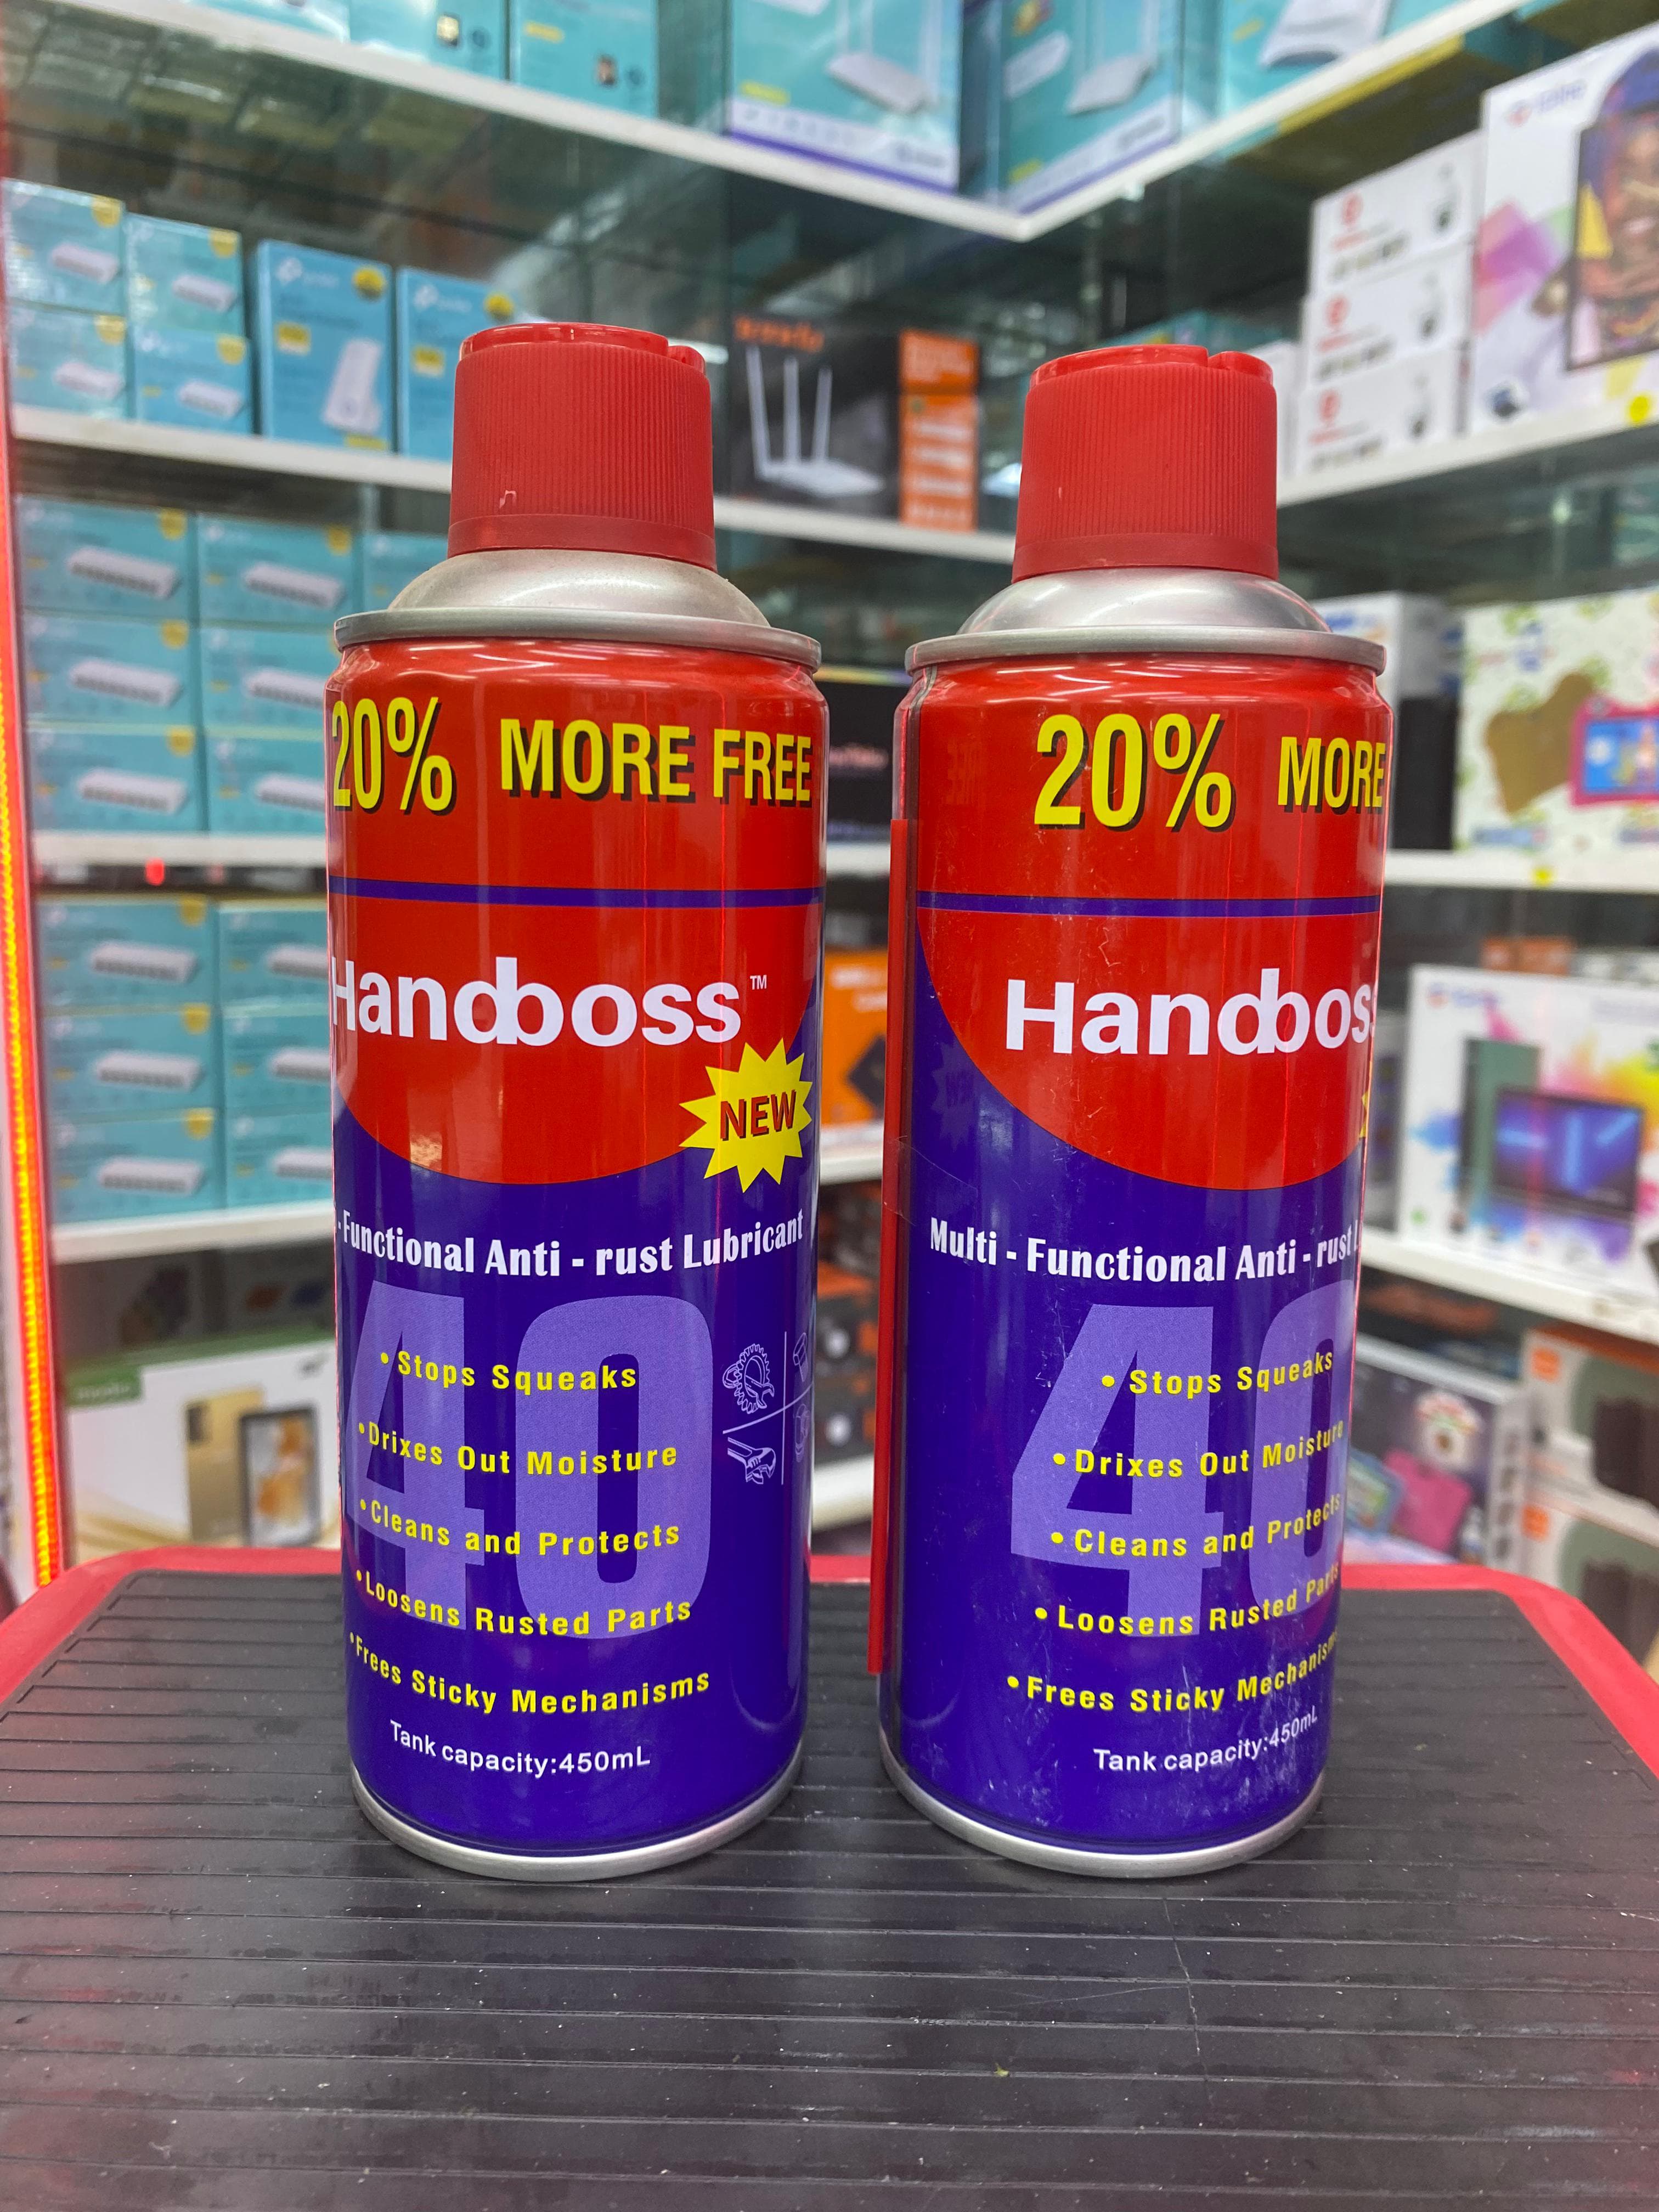 20% MORE FREE
Handboss™
NEW
- Functional Anti - rust Lubricant
40
• Stops Squeaks
• Drixes Out Moisture
• Cleans and Protects
• Loosens Rusted Parts
• Frees Sticky Mechanisms
Tank capacity:450mL
20% MORE
Handboss
Multi - Functional Anti - rust L
40
• Stops Squeaks
• Drixes Out Moisture
• Cleans and Protects
• Loosens Rusted Parts
• Frees Sticky Mechanisms
Tank capacity:450mL